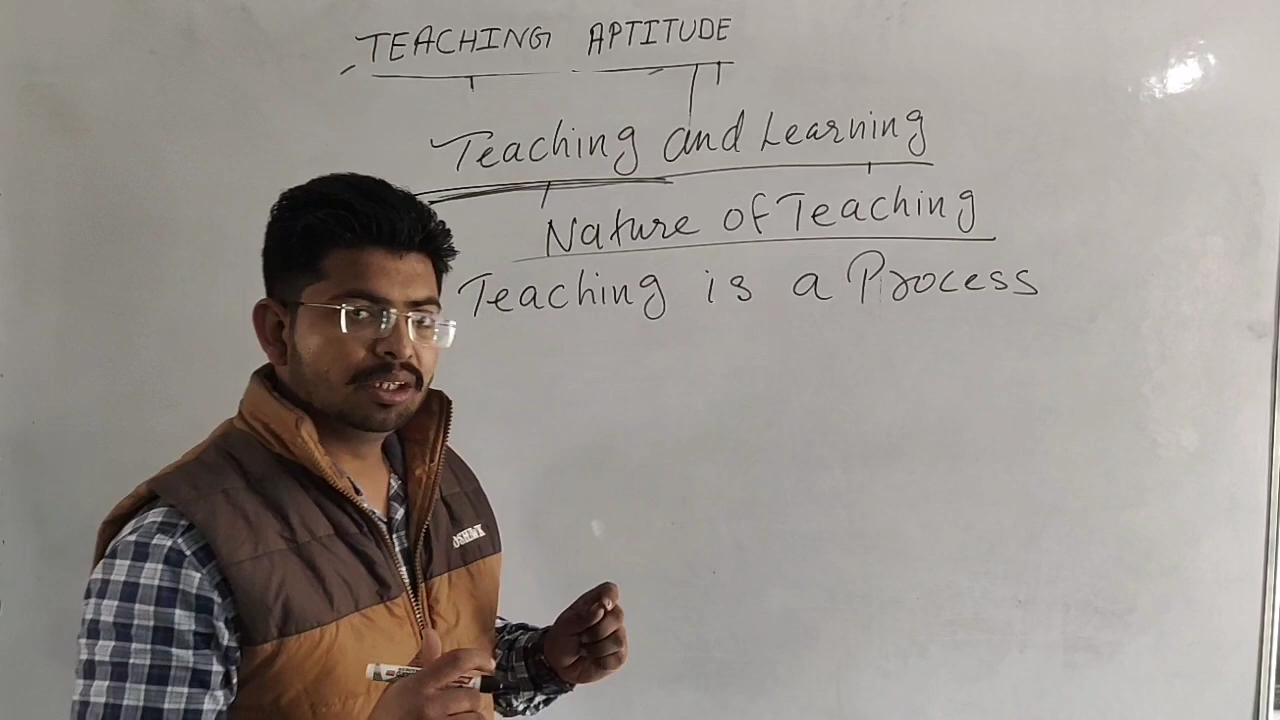 TEACHING APTITUDE
Teaching and Learning
Nature of Teaching
Teaching is a Process